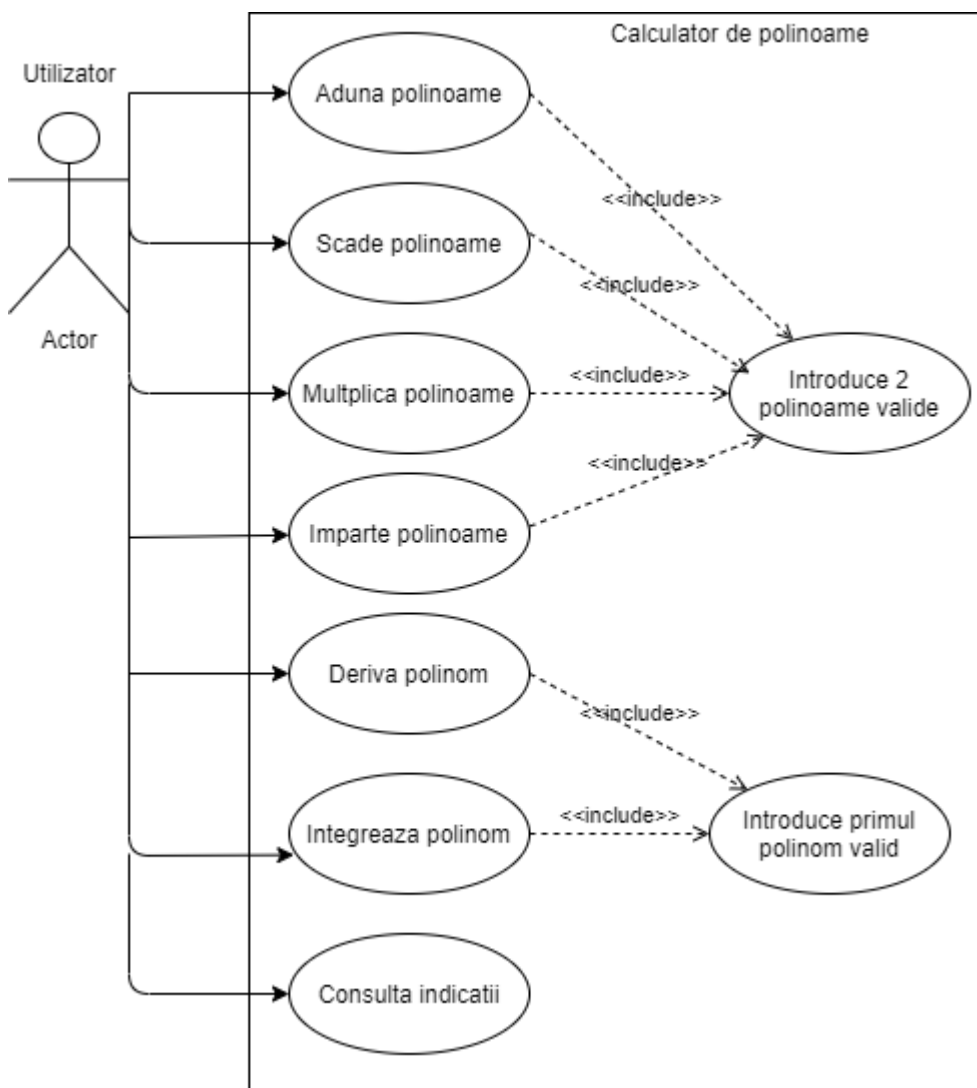 Calculator de polinoame
Utilizator
Actor
Aduna polinoame
<<include>>
Scade polinoame
<<include>>
Multplica polinoame
<<include>>
Introduce 2
polinoame valide
<<include>>
Imparte polinoame
Deriva polinom
<<include>>
Integreaza polinom
<<include>>
Introduce primul
polinom valid
Consulta indicatii